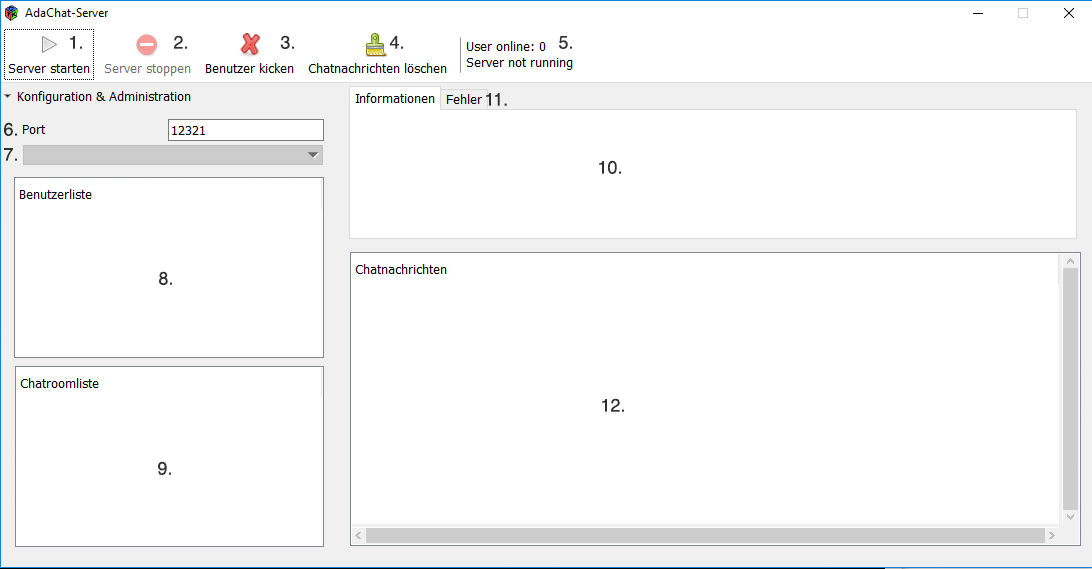 AdaChat-Server
1. 2. 3. 4.
Server starten Server stoppen Benutzer kicken Chatnachrichten löschen
User online: 0 5.
Server not running
Konfiguration & Administration
6. Port 12321
7.
Benutzerliste
8.
Chatroomliste
9.
Informationen Fehler 11.
10.
Chatnachrichten
12.